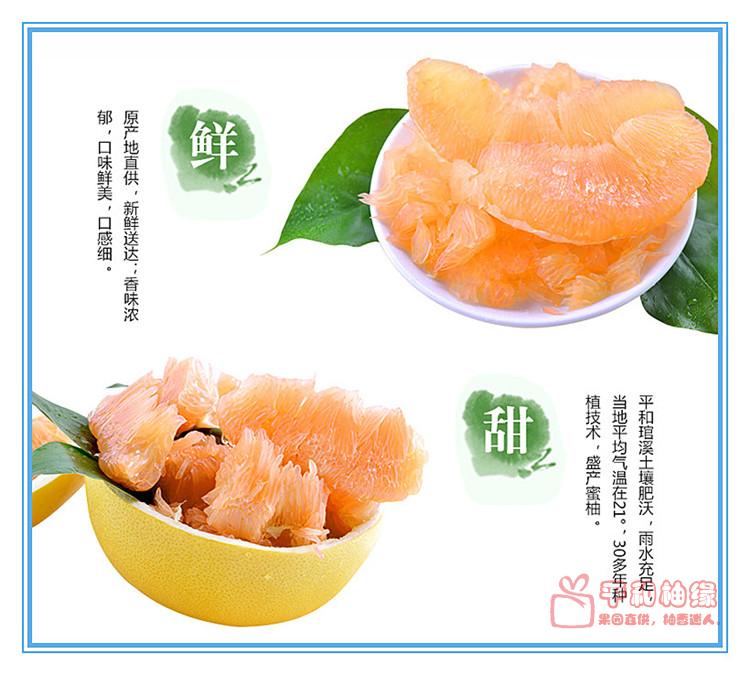 鲜
原产地直供，新鲜送达；香味浓
郁，口味鲜美，口感细。
甜
平和琯溪土壤肥沃，雨水充足，
当地平均气温在21°，30多年种
植技术，盛产蜜柚。
平和柚缘
果园直供，柚香迷人。